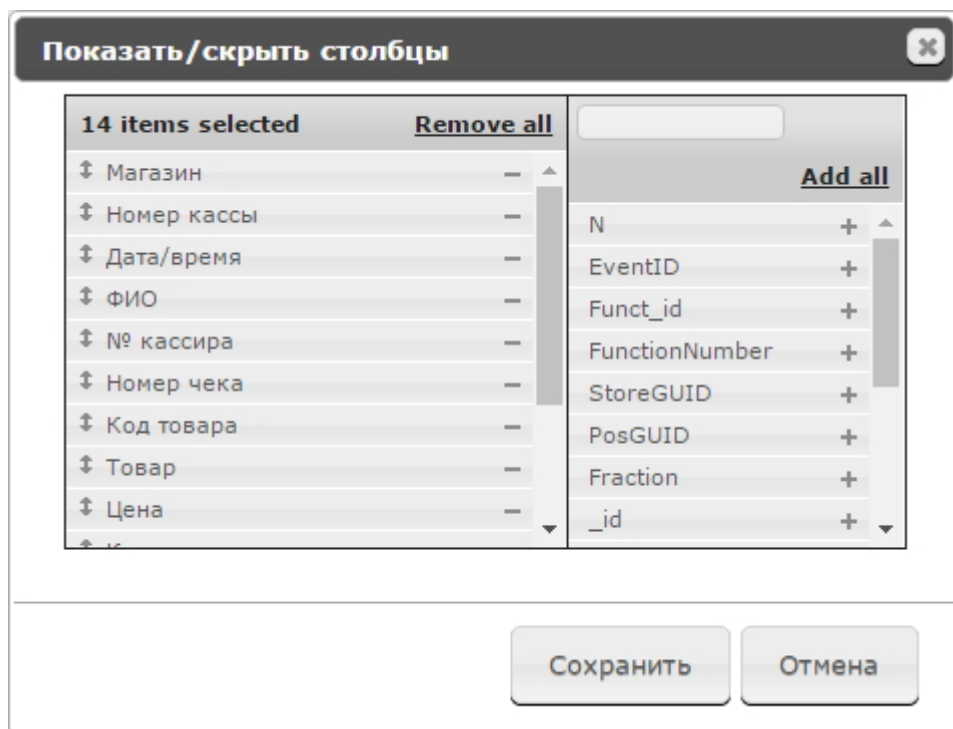 Показать/скрыть столбцы
14 items selected Remove all
Магазин
Номер кассы
Дата/время
ФИО
№ кассира
Номер чека
Код товара
Товар
Цена
Add all
N
EventID
Funct_id
FunctionNumber
StoreGUID
PosGUID
Fraction
_id
Сохранить Отмена